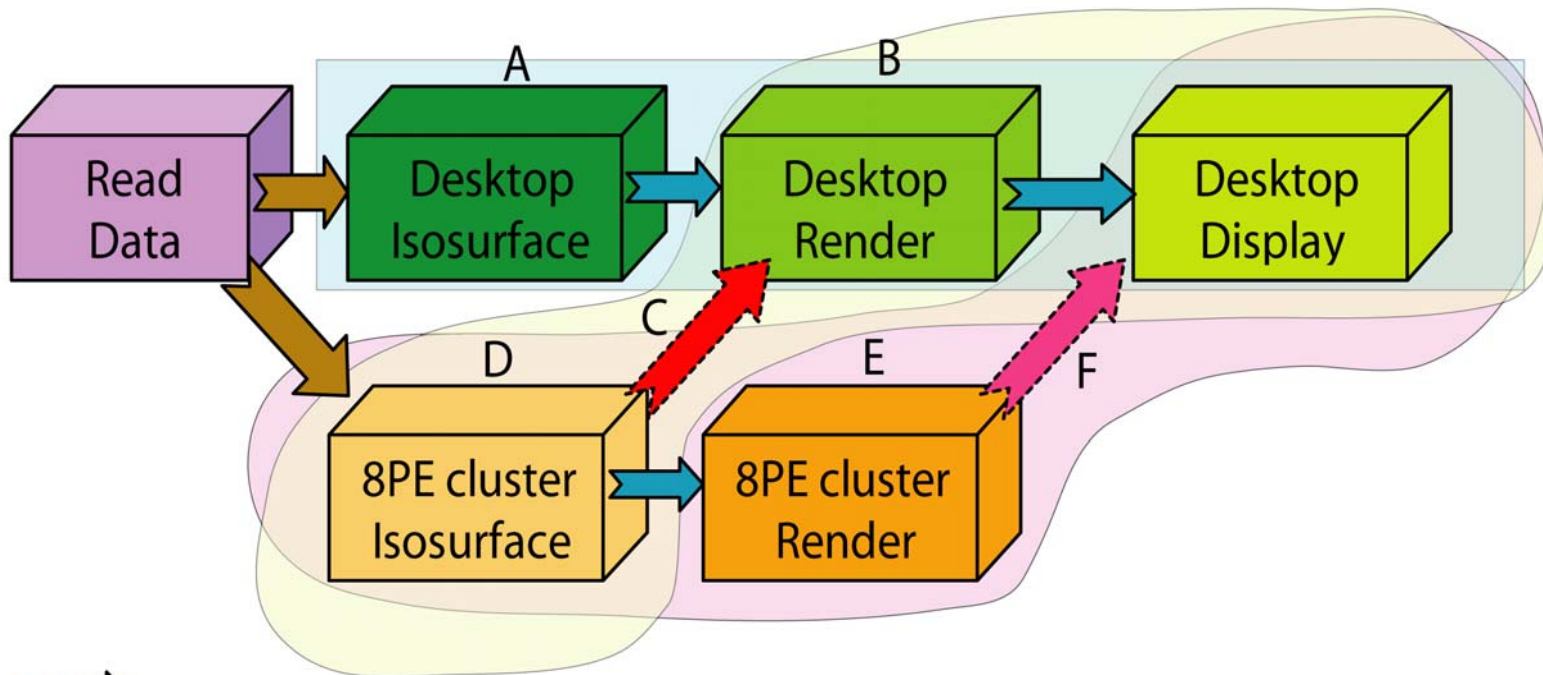 A
B
Read
Data
Desktop
Isosurface
Desktop
Render
Desktop
Display
C
D
E
F
8PE cluster
Isosurface
8PE cluster
Render